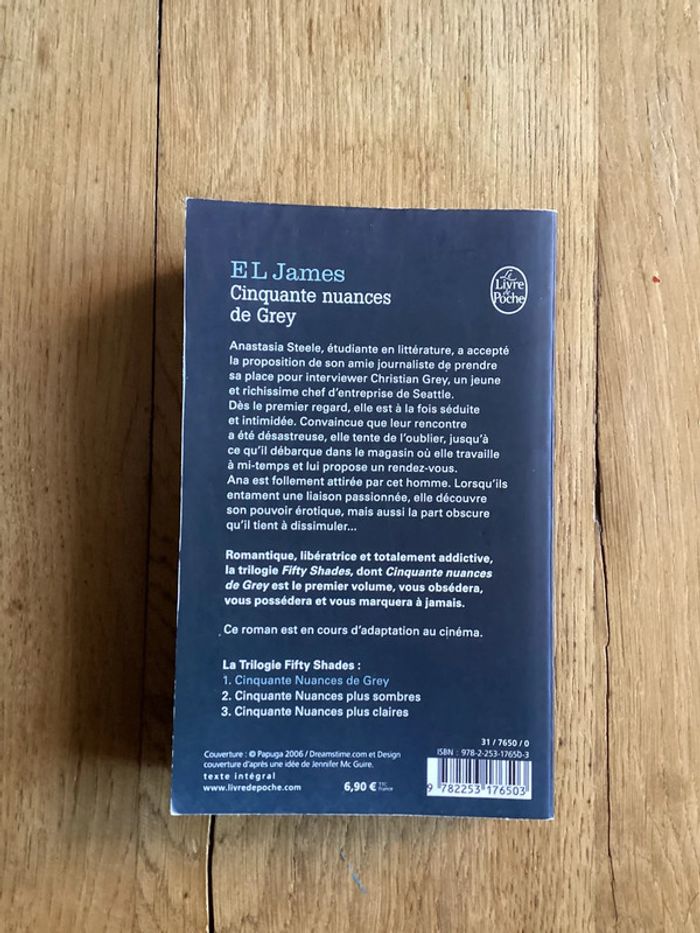 E L James
Cinquante nuances
de Grey
Le
Livre
de
Poche
Anastasia Steele, étudiante en littérature, a accepté
la proposition de son amie journaliste de prendre
sa place pour interviewer Christian Grey, un jeune
et richissime chef d'entreprise de Seattle.
Dès le premier regard, elle est à la fois séduite
et intimidée. Convaincue que leur rencontre
a été désastreuse, elle tente de l'oublier, jusqu'à
ce qu'il débarque dans le magasin où elle travaille
à mi-temps et lui propose un rendez-vous.
Ana est follement attirée par cet homme. Lorsqu'ils
entament une liaison passionnée, elle découvre
son pouvoir érotique, mais aussi la part obscure
qu'il tient à dissimuler...
Romantique, libératrice et totalement addictive,
la trilogie Fifty Shades, dont Cinquante nuances
de Grey est le premier volume, vous obsédera,
vous possédera et vous marquera à jamais.
Ce roman est en cours d'adaptation au cinéma.
La Trilogie Fifty Shades :
1. Cinquante Nuances de Grey
2. Cinquante Nuances plus sombres
3. Cinquante Nuances plus claires
Couverture : © Papuga 2006 / Dreamstime.com et Design
couverture d'après une idée de Jennifer Mc Guire.
texte intégral
www.livredepoche.com
6,90 € TTC
France
31 / 7650 / 0
ISBN : 978-2-253-17650-3
9 782253 176503